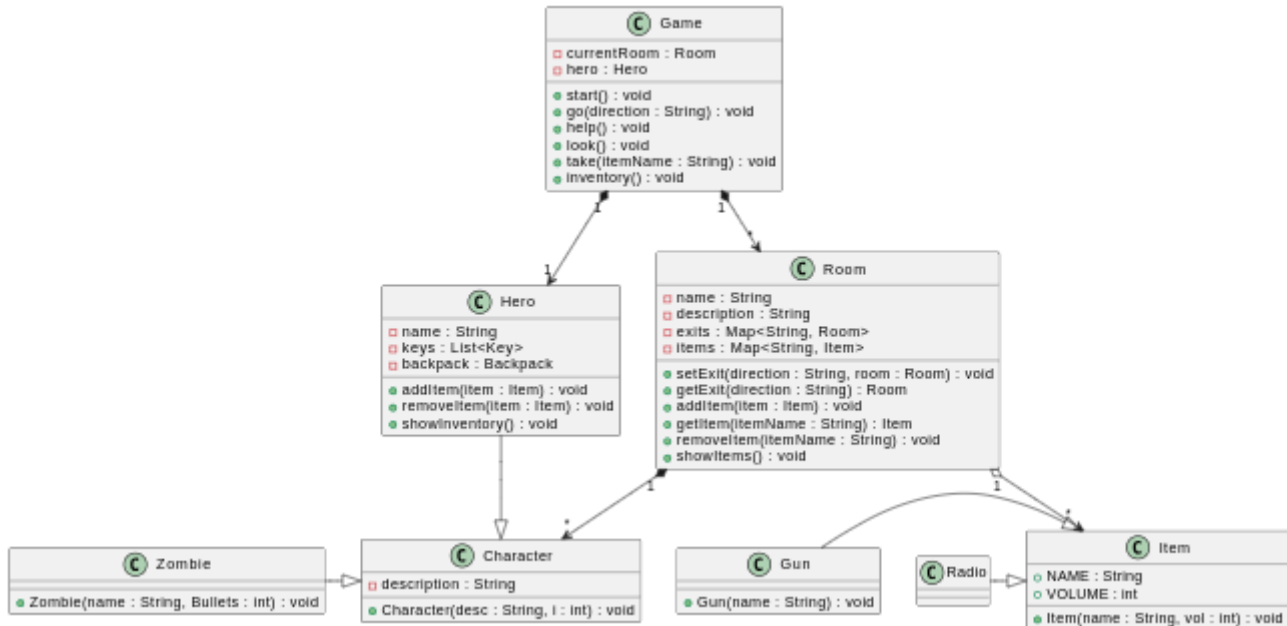 C Game
currentRoom : Room
hero : Hero
start() : void
go(direction : String) : void
help() : void
look() : void
take(itemName : String) : void
inventory() : void
1
1
1
*
C Hero
name : String
keys : List<Key>
backpack : Backpack
addItem(item : Item) : void
removeItem(item : Item) : void
showInventory() : void
C Room
name : String
description : String
exits : Map<String, Room>
items : Map<String, Item>
setExit(direction : String, room : Room) : void
getExit(direction : String) : Room
addItem(item : Item) : void
getItem(itemName : String) : Item
removeItem(itemName : String) : void
showItems() : void
1
*
1
*
C Zombie
Zombie(name : String, Bullets : int) : void
C Character
description : String
Character(desc : String, i : int) : void
C Gun
Gun(name : String) : void
C Radio
C Item
NAME : String
VOLUME : int
Item(name : String, vol : int) : void